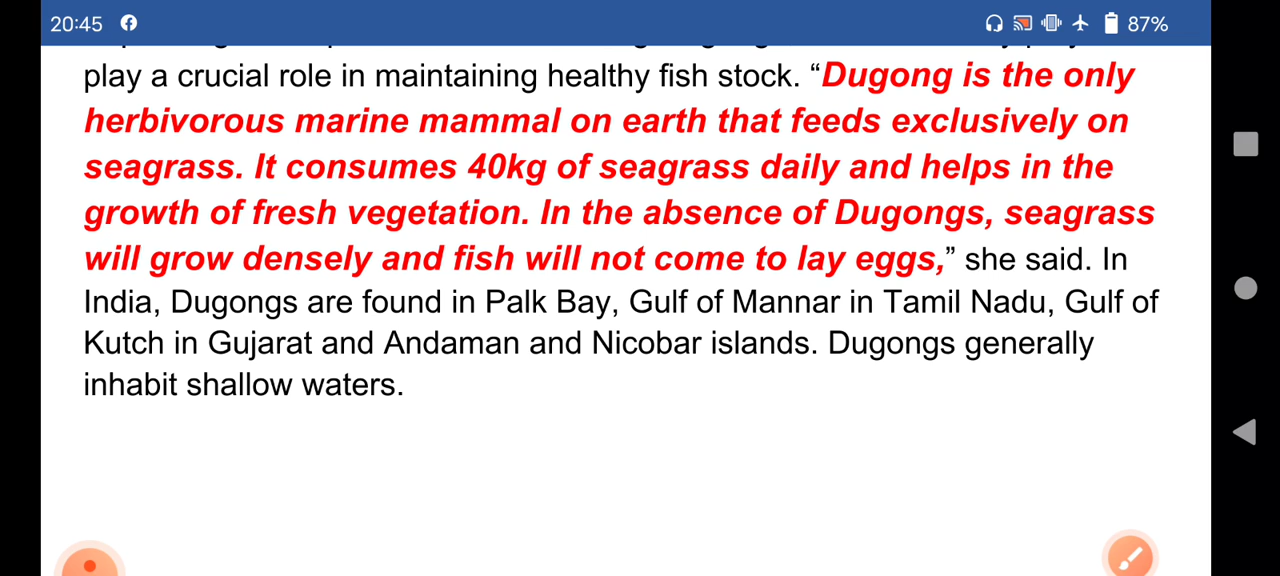 20:45 87%
play a crucial role in maintaining healthy fish stock. “Dugong is the only
herbivorous marine mammal on earth that feeds exclusively on
seagrass. It consumes 40kg of seagrass daily and helps in the
growth of fresh vegetation. In the absence of Dugongs, seagrass
will grow densely and fish will not come to lay eggs,” she said. In
India, Dugongs are found in Palk Bay, Gulf of Mannar in Tamil Nadu, Gulf of
Kutch in Gujarat and Andaman and Nicobar islands. Dugongs generally
inhabit shallow waters.